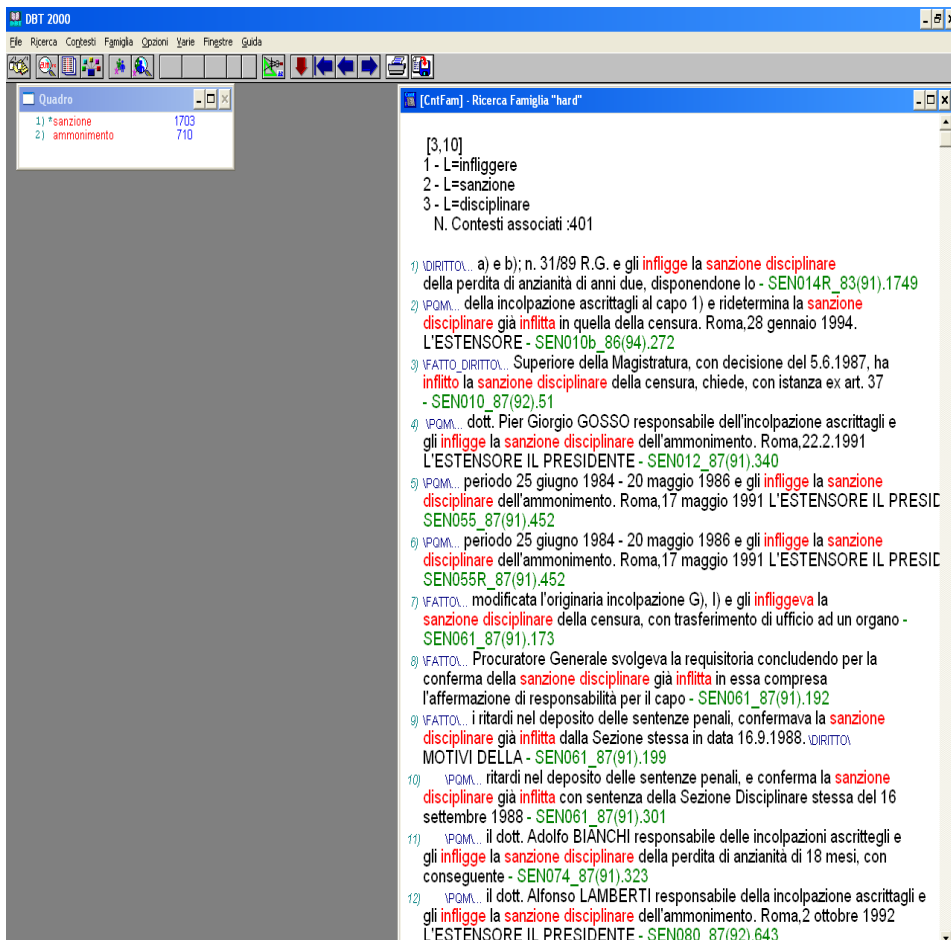 DBT 2000
File Ricerca Contesti Famiglia Opzioni Varie Finestre Guida
Quadro
1) *sanzione 1703
2) ammonimento 710
[CntFam] - Ricerca Famiglia "hard"
[3,10]
1 - L=infliggere
2 - L=sanzione
3 - L=disciplinare
N. Contesti associati :401
1) \DIRITTO\... a) e b); n. 31/89 R.G. e gli infligge la sanzione disciplinare
della perdita di anzianità di anni due, disponendone lo - SEN014R_83(91).1749
2) \PQM\... della incolpazione ascrittagli al capo 1) e ridetermina la sanzione
disciplinare già inflitta in quella della censura. Roma,28 gennaio 1994.
L'ESTENSORE - SEN010b_86(94).272
3) \FATTO_DIRITTO\... Superiore della Magistratura, con decisione del 5.6.1987, ha
inflitto la sanzione disciplinare della censura, chiede, con istanza ex art. 37
- SEN010_87(92).51
4) \PQM\... dott. Pier Giorgio GOSSO responsabile dell'incolpazione ascrittagli e
gli infligge la sanzione disciplinare dell'ammonimento. Roma,22.2.1991
L'ESTENSORE IL PRESIDENTE - SEN012_87(91).340
5) \PQM\... periodo 25 giugno 1984 - 20 maggio 1986 e gli infligge la sanzione
disciplinare dell'ammonimento. Roma,17 maggio 1991 L'ESTENSORE IL PRESID
SEN055_87(91).452
6) \PQM\... periodo 25 giugno 1984 - 20 maggio 1986 e gli infligge la sanzione
disciplinare dell'ammonimento. Roma,17 maggio 1991 L'ESTENSORE IL PRESID
SEN055R_87(91).452
7) \FATTO\... modificata l'originaria incolpazione G), I) e gli infliggeva la
sanzione disciplinare della censura, con trasferimento di ufficio ad un organo -
SEN061_87(91).173
8) \FATTO\... Procuratore Generale svolgeva la requisitoria concludendo per la
conferma della sanzione disciplinare già inflitta in essa compresa
l'affermazione di responsabilità per il capo - SEN061_87(91).192
9) \FATTO\... i ritardi nel deposito delle sentenze penali, confermava la sanzione
disciplinare già inflitta dalla Sezione stessa in data 16.9.1988. \DIRITTO\
MOTIVI DELLA - SEN061_87(91).199
10) \PQM\... ritardi nel deposito delle sentenze penali, e conferma la sanzione
disciplinare già inflitta con sentenza della Sezione Disciplinare stessa del 16
settembre 1988 - SEN061_87(91).301
11) \PQM\... il dott. Adolfo BIANCHI responsabile delle incolpazioni ascrittegli e
gli infligge la sanzione disciplinare della perdita di anzianità di 18 mesi, con
conseguente - SEN074_87(91).323
12) \PQM\... il dott. Alfonso LAMBERTI responsabile della incolpazione ascrittagli e
gli infligge la sanzione disciplinare dell'ammonimento. Roma,2 ottobre 1992
L'ESTENSORE IL PRESIDENTE - SEN080_87(92).643